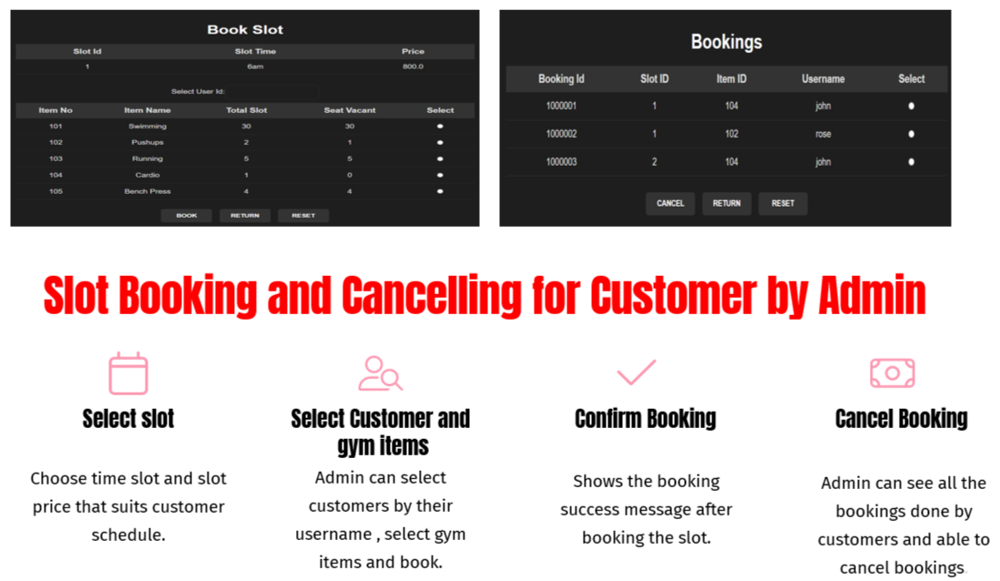 Book Slot
Slot Id Slot Time Price
1 6am 800.0
Select User Id:
Item No Item Name Total Slot Seat Vacant Select
101 Swimming 30 30
102 Pushups 2 1
103 Running 5 5
104 Cardio 1 0
105 Bench Press 4 4
BOOK RETURN RESET
Bookings
Booking Id Slot ID Item ID Username Select
1000001 1 104 john
1000002 1 102 rose
1000003 2 104 john
CANCEL RETURN RESET
Slot Booking and Cancelling for Customer by Admin
Select slot
Choose time slot and slot
price that suits customer
schedule.
Select Customer and
gym items
Admin can select
customers by their
username , select gym
items and book.
Confirm Booking
Shows the booking
success message after
booking the slot.
Cancel Booking
Admin can see all the
bookings done by
customers and able to
cancel bookings